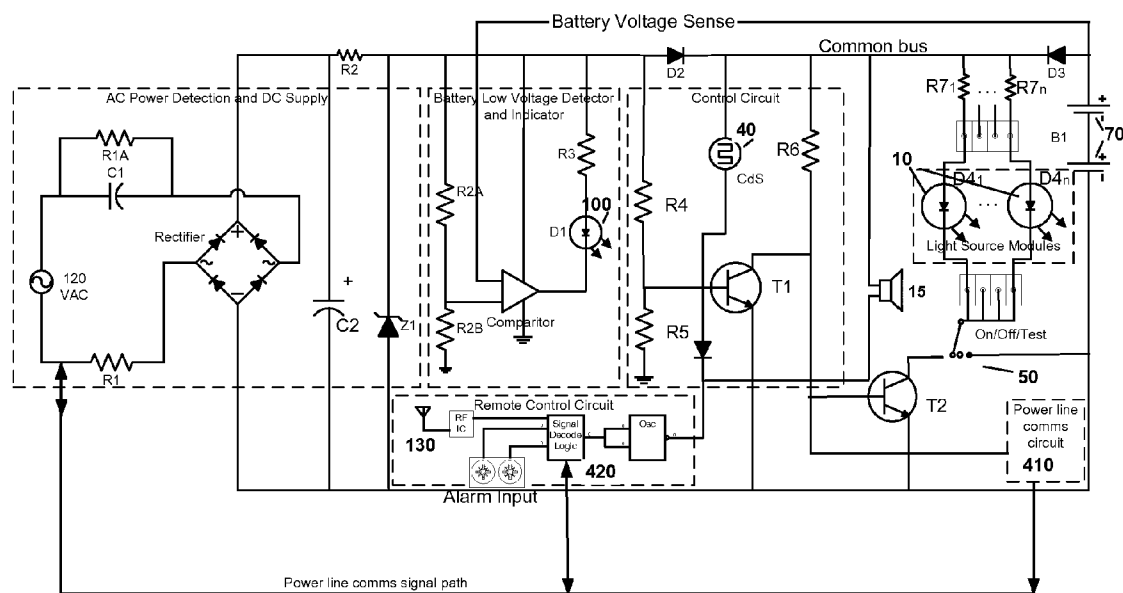 Battery Voltage Sense
Common bus
R2
D2
D3
R7₁
...
R7n
AC Power Detection and DC Supply
Battery Low Voltage Detector
and Indicator
Control Circuit
+
70
B1
+
R1A
C1
R3
40
CdS
R6
10
D4₁
D4n
...
Light Source Modules
R2A
100
D1
R4
Rectifier
+
~
~
−
120
VAC
+
C2
Z1
R2B
Comparitor
T1
R5
15
On/Off/Test
50
R1
T2
Remote Control Circuit
RF
IC
130
Signal
Decode
Logic
Osc
420
Alarm Input
Power line
comms
circuit
410
Power line comms signal path